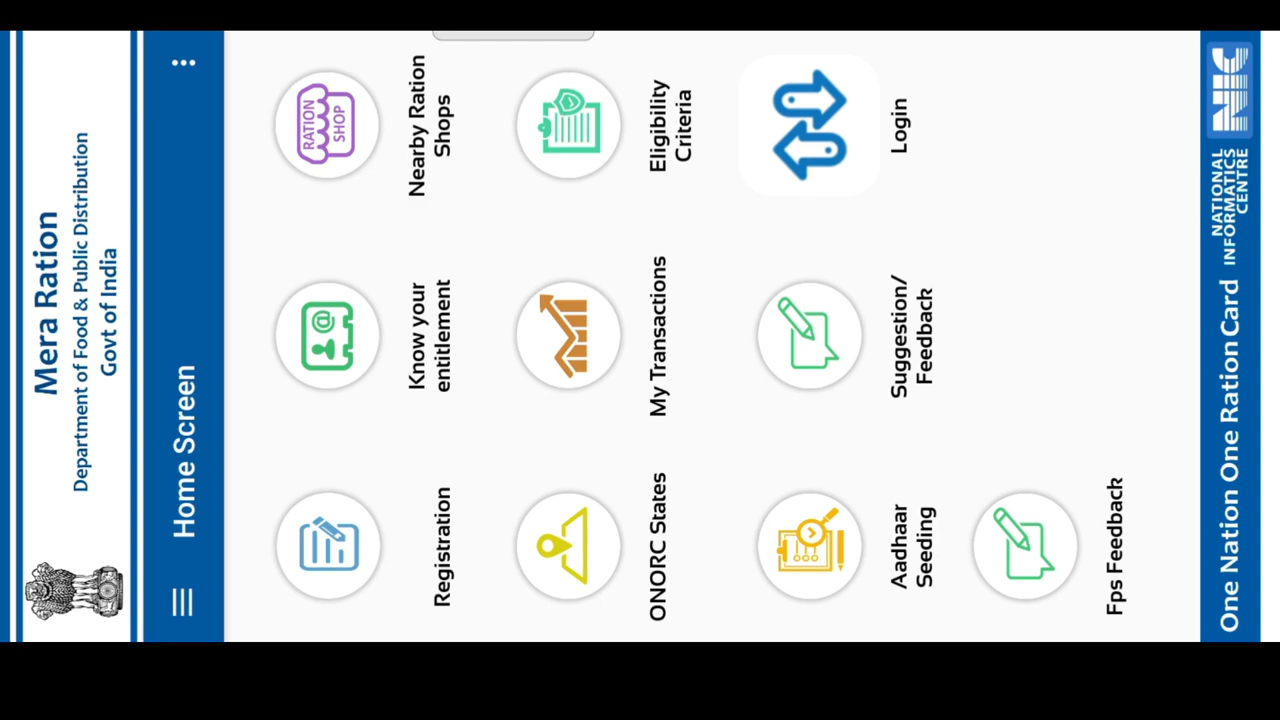 Mera Ration
Department of Food & Public Distribution
Govt of India
Home Screen
Registration
Know your
entitlement
RATION
SHOP
Nearby Ration
Shops
ONORC States
My Transactions
Eligibility
Criteria
Aadhaar
Seeding
Suggestion/
Feedback
Login
Fps Feedback
One Nation One Ration Card
NATIONAL
INFORMATICS
CENTRE
NIC